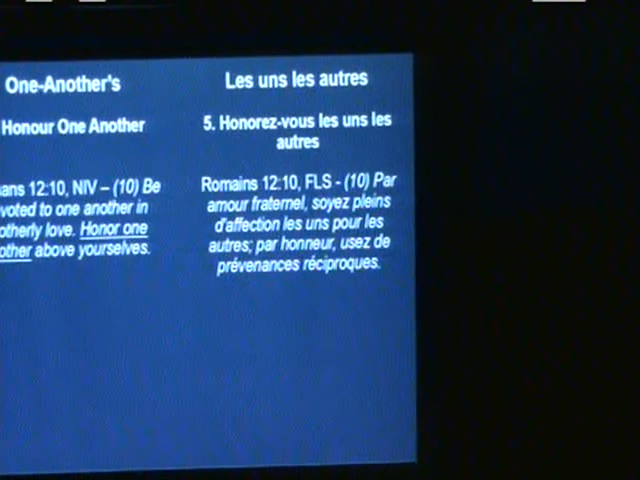 One-Another's
Honour One Another
ans 12:10, NIV – (10) Be
voted to one another in
otherly love. Honor one
other above yourselves.
Les uns les autres
5. Honorez-vous les uns les
autres
Romains 12:10, FLS - (10) Par
amour fraternel, soyez pleins
d'affection les uns pour les
autres; par honneur, usez de
prévenances réciproques.